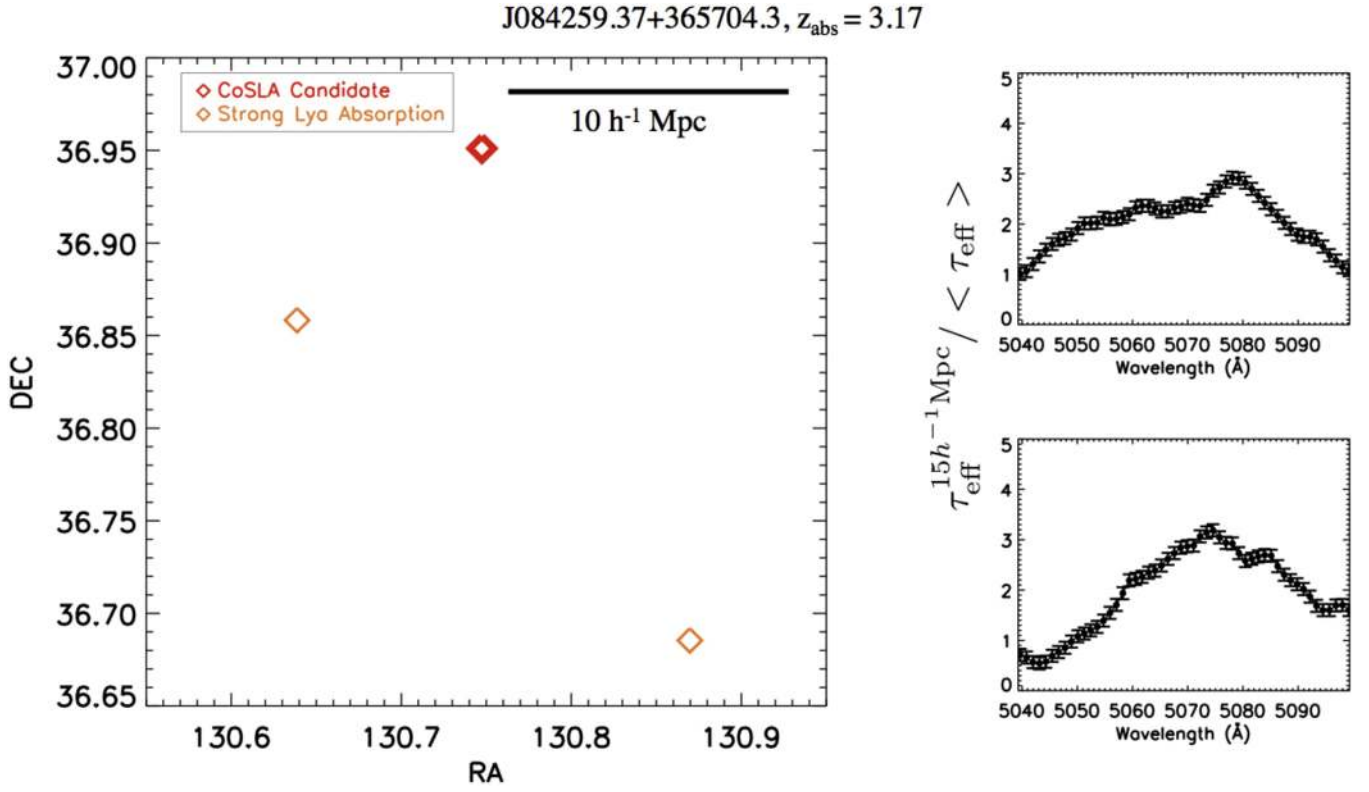 J084259.37+365704.3, z_abs = 3.17
37.00
36.95
36.90
36.85
36.80
36.75
36.70
36.65
DEC
130.6 130.7 130.8 130.9
RA
CoSLA Candidate
Strong Lya Absorption
10 h⁻¹ Mpc
τ_eff^15h⁻¹Mpc / < τ_eff >
5
4
3
2
1
0
5040 5050 5060 5070 5080 5090
Wavelength (Å)
5
4
3
2
1
0
5040 5050 5060 5070 5080 5090
Wavelength (Å)